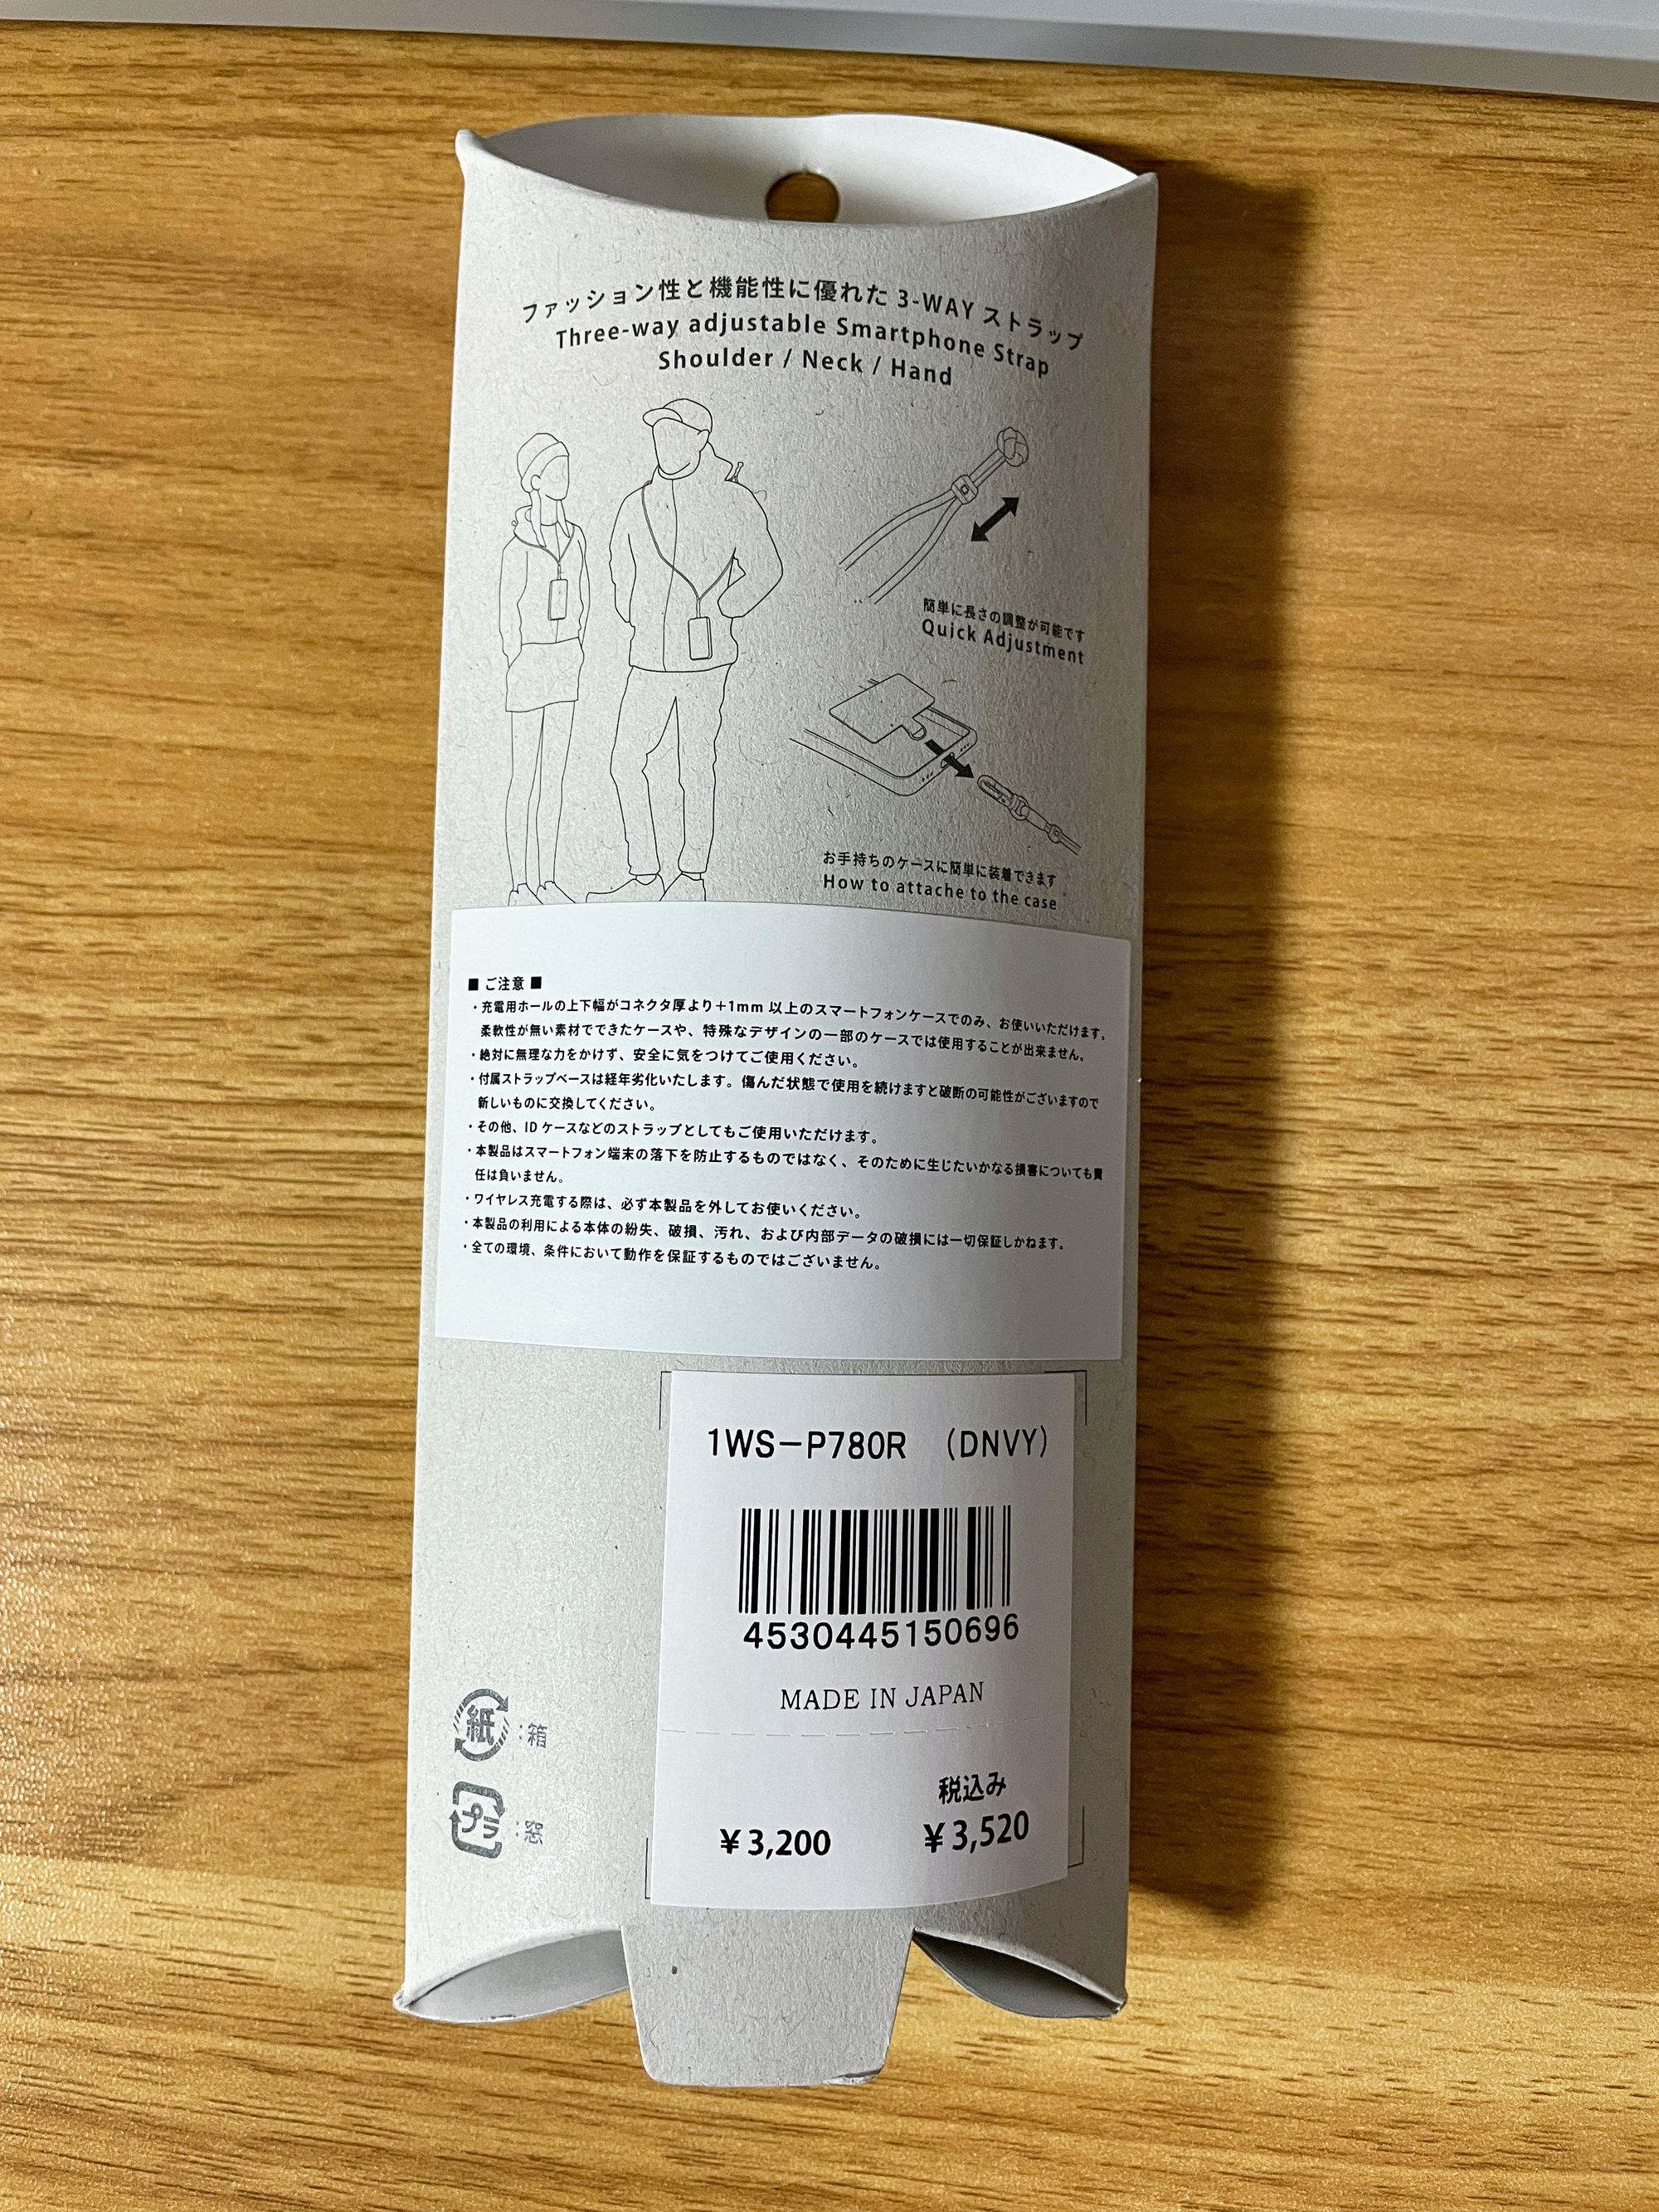 ファッション性と機能性に優れた 3-WAY ストラップ
Three-way adjustable Smartphone Strap
Shoulder / Neck / Hand
簡単に長さの調整が可能です
Quick Adjustment
お手持ちのケースに簡単に装着できます
How to attache to the case
■ ご注意 ■
・充電用ホールの上下幅がコネクタ厚より+1mm 以上のスマートフォンケースでのみ、お使いいただけます。
柔軟性が無い素材でできたケースや、特殊なデザインの一部のケースでは使用することが出来ません。
・絶対に無理な力をかけず、安全に気をつけてご使用ください。
・付属ストラップベースは経年劣化いたします。傷んだ状態で使用を続けますと破断の可能性がございますので
新しいものに交換してください。
・その他、ID ケースなどのストラップとしてもご使用いただけます。
・本製品はスマートフォン端末の落下を防止するものではなく、そのために生じたいかなる損害についても責
任は負いません。
・ワイヤレス充電する際は、必ず本製品を外してお使いください。
・本製品の利用による本体の紛失、破損、汚れ、および内部データの破損には一切保証しかねます。
・全ての環境、条件において動作を保証するものではございません。
1WS-P780R (DNVY)
4530445150696
MADE IN JAPAN
紙 :箱
プラ :窓
税込み
¥3,200 ¥3,520